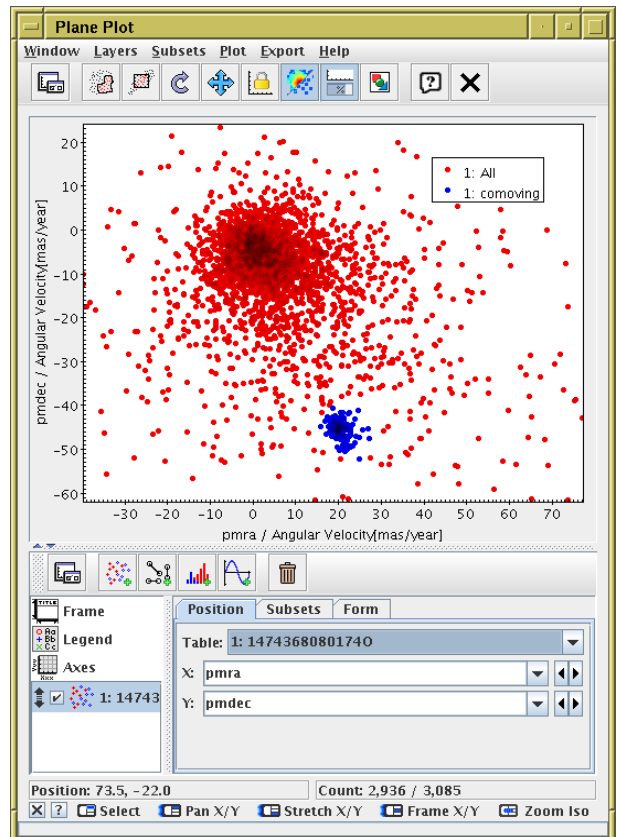 Plane Plot
Window Layers Subsets Plot Export Help
20
10
0
-10
-20
-30
-40
-50
-60
pmdec / Angular Velocity[mas/year]
1: All
1: comoving
-30 -20 -10 0 10 20 30 40 50 60 70
pmra / Angular Velocity[mas/year]
Frame
Legend
Axes
1: 14743
Position Subsets Form
Table: 1: 1474368080174O
X: pmra
Y: pmdec
Position: 73.5, -22.0
Count: 2,936 / 3,085
Select Pan X/Y Stretch X/Y Frame X/Y Zoom Iso